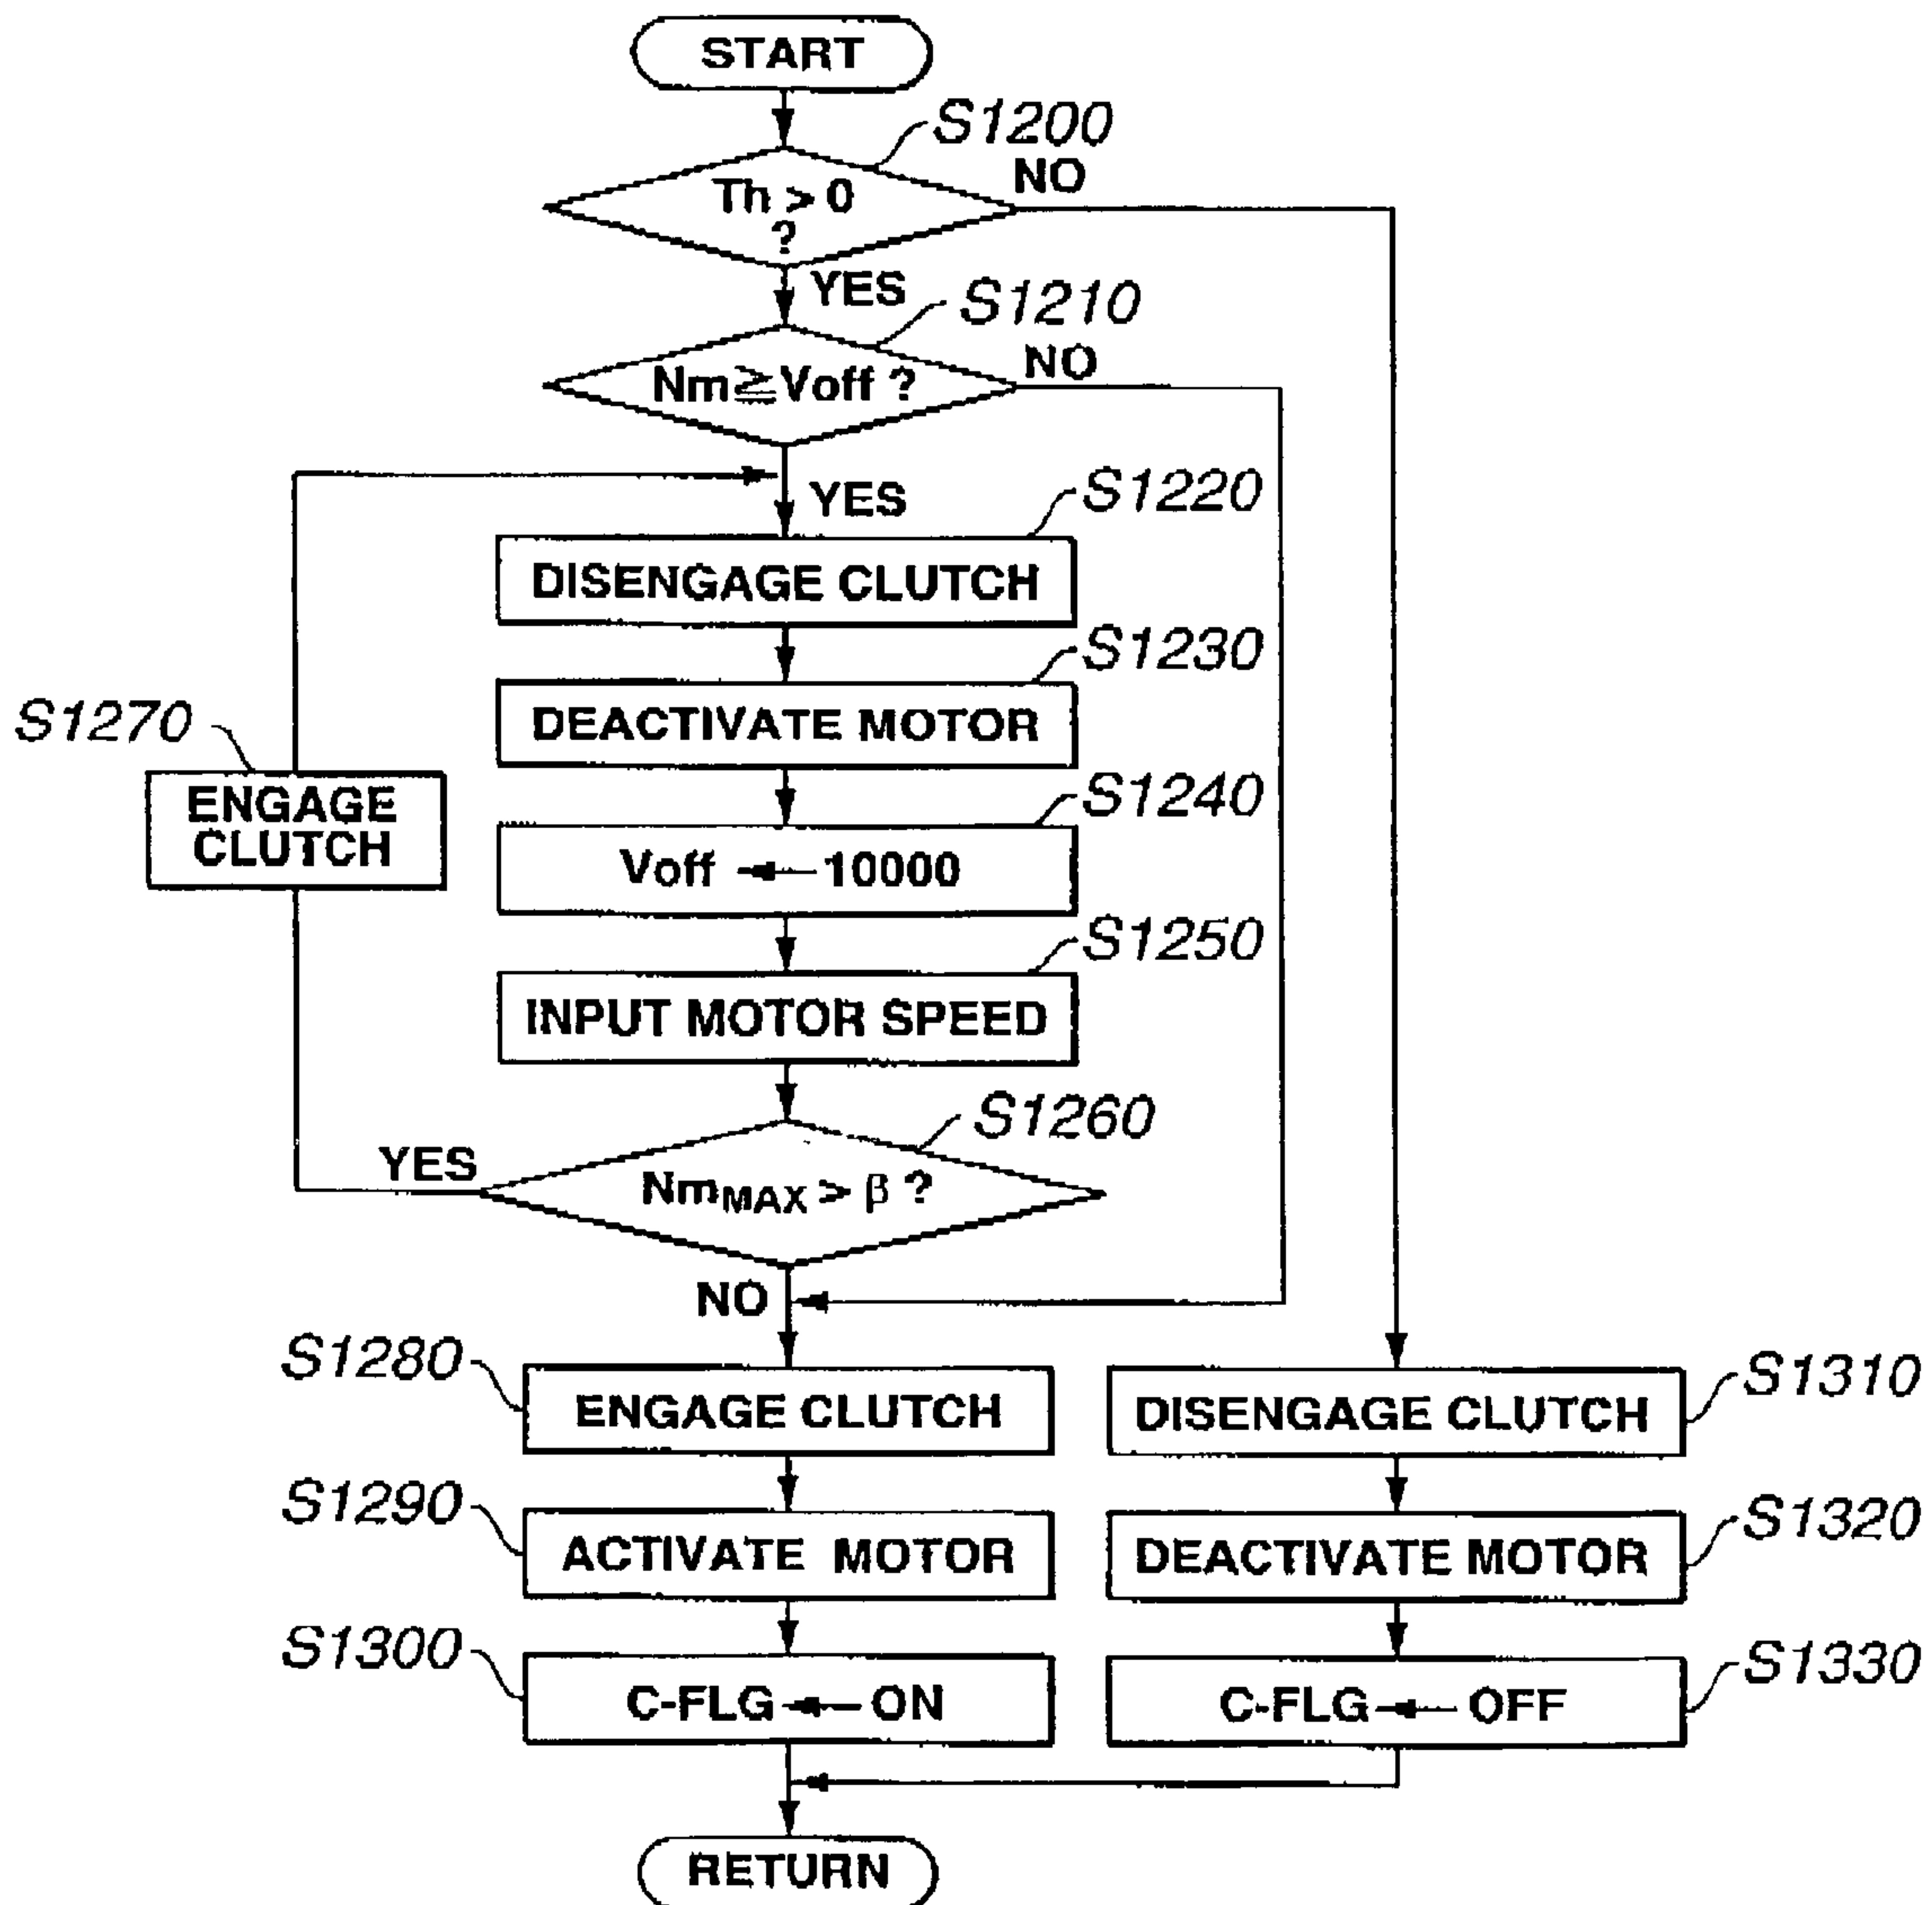 START
S1200
Th > 0
?
NO
YES
S1210
Nm≧Voff ?
NO
YES
S1220
DISENGAGE CLUTCH
S1230
DEACTIVATE MOTOR
S1270
ENGAGE
CLUTCH
S1240
Voff ← 10000
S1250
INPUT MOTOR SPEED
S1260
YES
NmMAX > β ?
NO
S1280
ENGAGE CLUTCH
DISENGAGE CLUTCH
S1310
S1290
ACTIVATE MOTOR
DEACTIVATE MOTOR
S1320
S1300
C-FLG ← ON
C-FLG ← OFF
S1330
RETURN